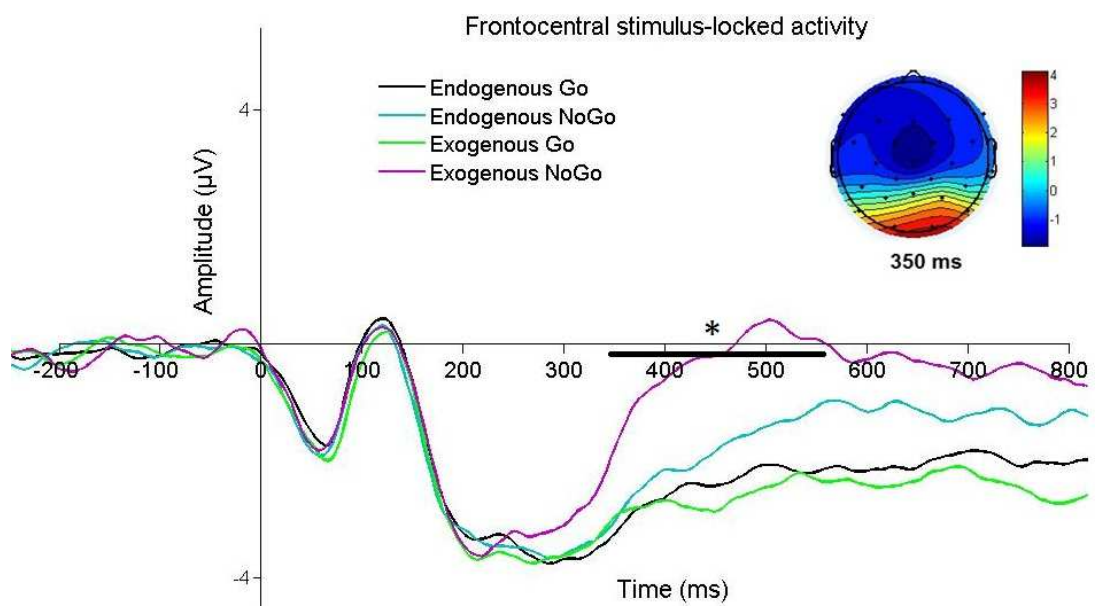 Frontocentral stimulus-locked activity
Endogenous Go
Endogenous NoGo
Exogenous Go
Exogenous NoGo
4
Amplitude (µV)
4
3
2
1
0
-1
350 ms
*
-200 -100 0 100 200 300 400 500 600 700 800
-4
Time (ms)